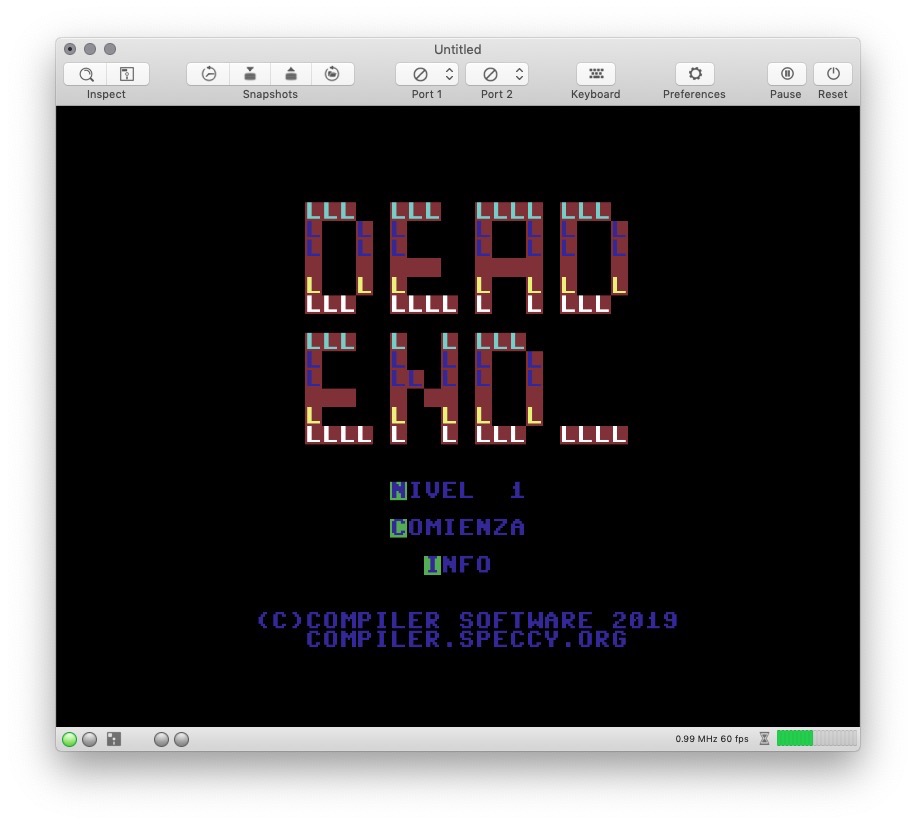 Untitled
Inspect Snapshots Port 1 Port 2 Keyboard Preferences Pause Reset
DEAD
END_
NIVEL 1
COMIENZA
INFO
(C)COMPILER SOFTWARE 2019
COMPILER.SPECCY.ORG
0.99 MHz 60 fps